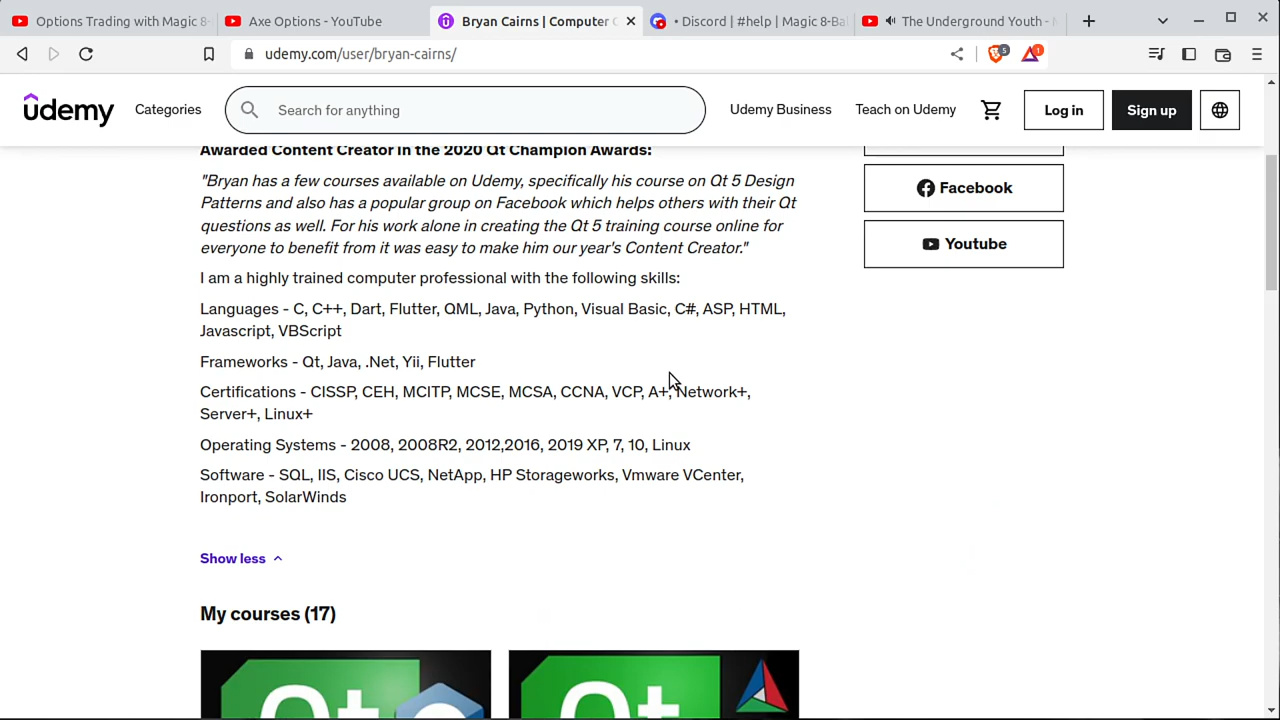 Options Trading with Magic 8-
Axe Options - YouTube
Bryan Cairns | Computer
• Discord | #help | Magic 8-Ba
The Underground Youth -
udemy.com/user/bryan-cairns/
5
1
ûdemy
Categories
Search for anything
Udemy Business
Teach on Udemy
Log in
Sign up
Awarded Content Creator in the 2020 Qt Champion Awards:
"Bryan has a few courses available on Udemy, specifically his course on Qt 5 Design
Patterns and also has a popular group on Facebook which helps others with their Qt
questions as well. For his work alone in creating the Qt 5 training course online for
everyone to benefit from it was easy to make him our year's Content Creator."
I am a highly trained computer professional with the following skills:
Languages - C, C++, Dart, Flutter, QML, Java, Python, Visual Basic, C#, ASP, HTML,
Javascript, VBScript
Frameworks - Qt, Java, .Net, Yii, Flutter
Certifications - CISSP, CEH, MCITP, MCSE, MCSA, CCNA, VCP, A+, Network+,
Server+, Linux+
Operating Systems - 2008, 2008R2, 2012,2016, 2019 XP, 7, 10, Linux
Software - SQL, IIS, Cisco UCS, NetApp, HP Storageworks, Vmware VCenter,
Ironport, SolarWinds
Show less
Facebook
Youtube
My courses (17)
Qt
Qt